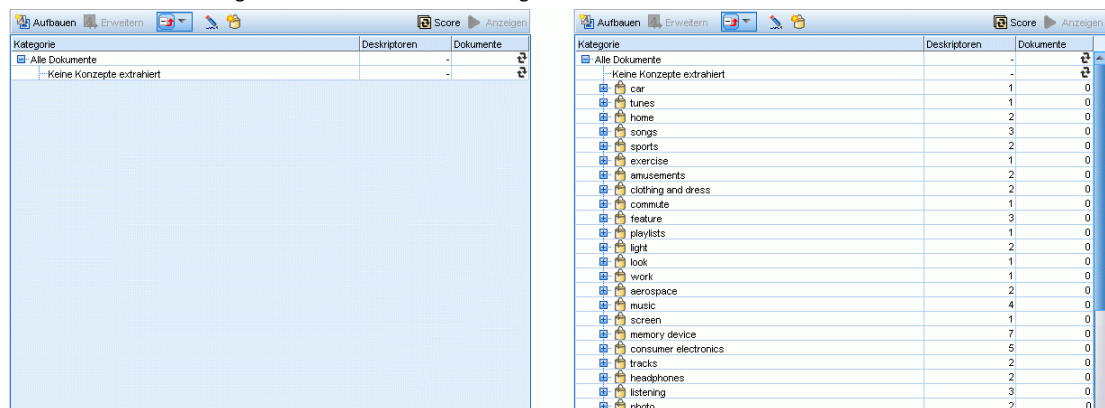 Aufbauen Erweitern Score Anzeigen
Kategorie Deskriptoren Dokumente
Alle Dokumente -
Keine Konzepte extrahiert -
Aufbauen Erweitern Score Anzeigen
Kategorie Deskriptoren Dokumente
Alle Dokumente -
Keine Konzepte extrahiert -
car 1 0
tunes 1 0
home 2 0
songs 3 0
sports 2 0
exercise 1 0
amusements 2 0
clothing and dress 2 0
commute 1 0
feature 3 0
playlists 1 0
light 2 0
look 1 0
work 1 0
aerospace 2 0
music 4 0
screen 1 0
memory device 7 0
consumer electronics 5 0
tracks 2 0
headphones 2 0
listening 3 0
photo 2 0